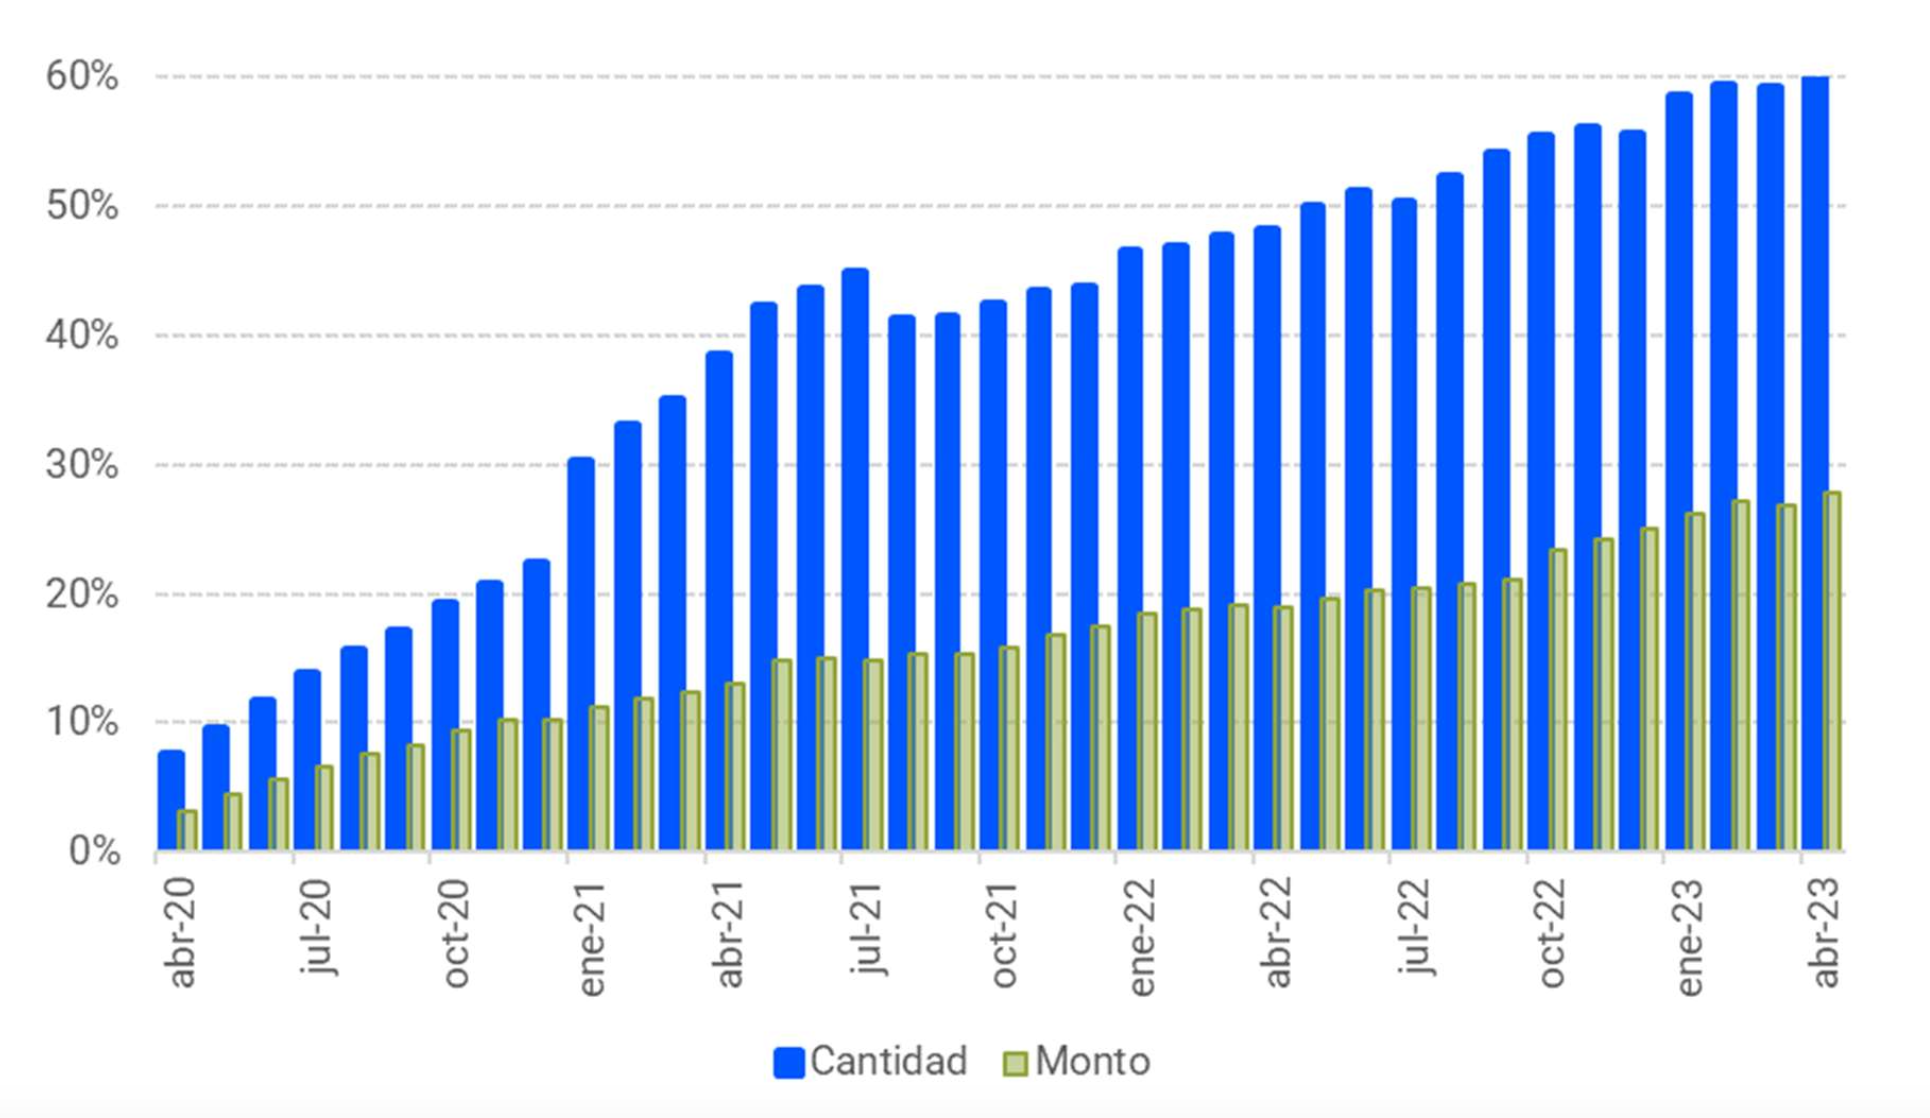 60%
50%
40%
30%
20%
10%
0%
abr-20
jul-20
oct-20
ene-21
abr-21
jul-21
oct-21
ene-22
abr-22
jul-22
oct-22
ene-23
abr-23
Cantidad Monto